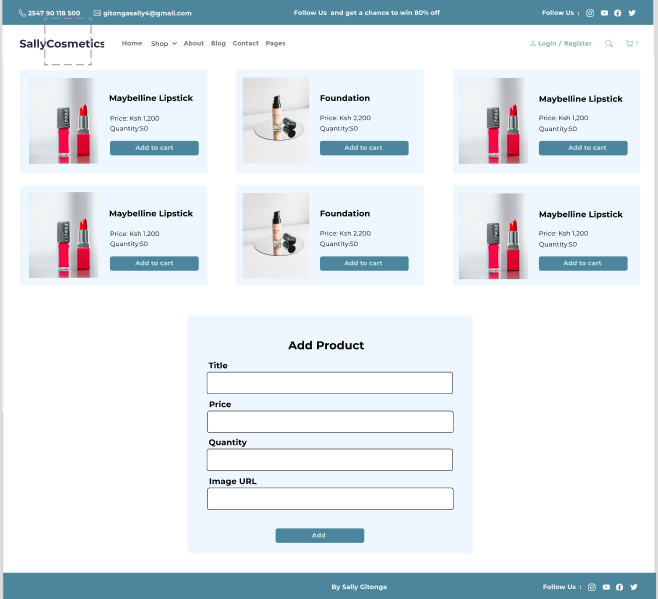 2547 90 118 500 gitongasally4@gmail.com Follow Us and get a chance to win 80% off Follow Us :
SallyCosmetics Home Shop About Blog Contact Pages Login / Register 1
Maybelline Lipstick
Price: Ksh 1,200
Quantity:50
Add to cart
Foundation
Price: Ksh 2,200
Quantity:50
Add to cart
Maybelline Lipstick
Price: Ksh 1,200
Quantity:50
Add to cart
Maybelline Lipstick
Price: Ksh 1,200
Quantity:50
Add to cart
Foundation
Price: Ksh 2,200
Quantity:50
Add to cart
Maybelline Lipstick
Price: Ksh 1,200
Quantity:50
Add to cart
Add Product
Title
Price
Quantity
Image URL
Add
By Sally Gitonga Follow Us :